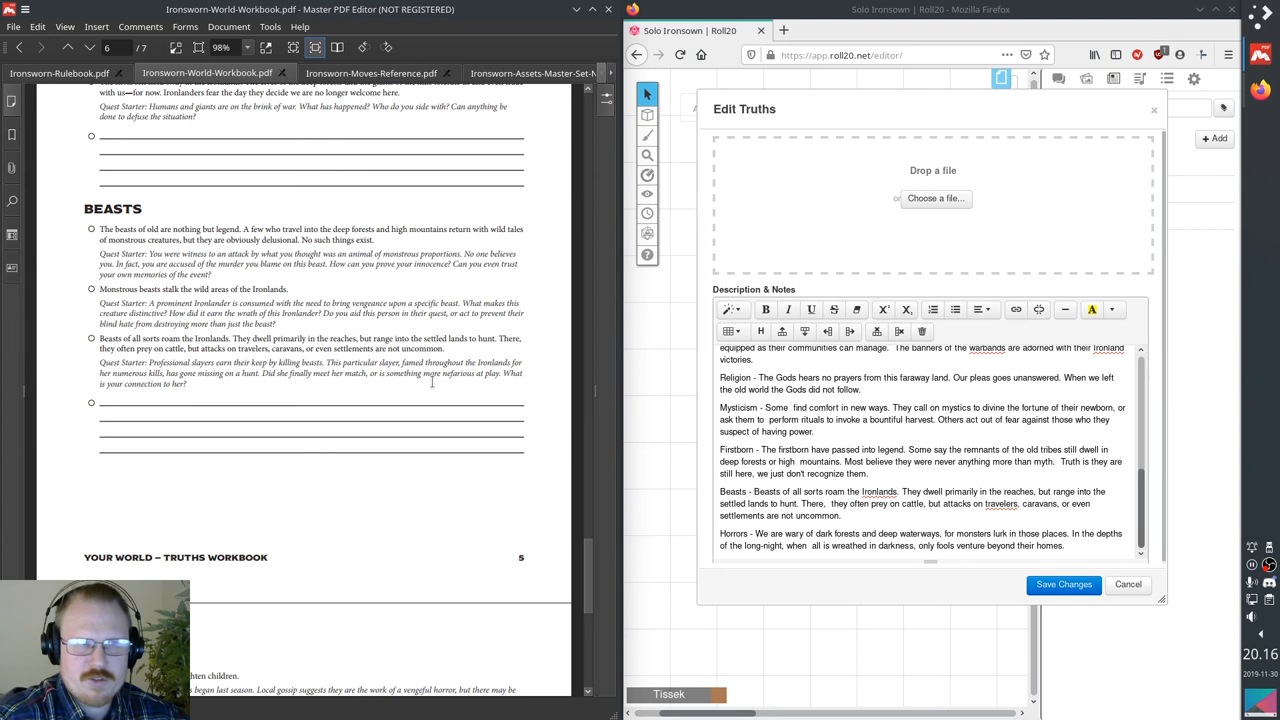 Ironsworn-World-Workbook.pdf - Master PDF Editor (NOT REGISTERED)
Solo Ironsown | Roll20 - Mozilla Firefox
File Edit View Insert Comments Forms Document Tools Help
6 / 7 98%
Ironsworn-Rulebook.pdf
Ironsworn-World-Workbook.pdf
Ironsworn-Moves-Reference.pdf
Ironsworn-Assets-Master-Set-N
Solo Ironsown | Roll20
https://app.roll20.net/editor/
with us—for now. Ironlanders fear the day they decide we are no longer welcome here.
Quest Starter: Humans and giants are on the brink of war. What has happened? Who do you side with? Can anything be
done to defuse the situation?
BEASTS
The beasts of old are nothing but legend. A few who travel into the deep forests and high mountains return with wild tales
of monstrous creatures, but they are obviously delusional. No such things exist.
Quest Starter: You were witness to an attack by what you thought was an animal of monstrous proportions. No one believes
you. In fact, you are accused of the murder you blame on this beast. How can you prove your innocence? Can you even trust
your own memories of the event?
Monstrous beasts stalk the wild areas of the Ironlands.
Quest Starter: A prominent Ironlander is consumed with the need to bring vengeance upon a specific beast. What makes this
creature distinctive? How did it earn the wrath of this Ironlander? Do you aid this person in their quest, or act to prevent their
blind hate from destroying more than just the beast?
Beasts of all sorts roam the Ironlands. They dwell primarily in the reaches, but range into the settled lands to hunt. There,
they often prey on cattle, but attacks on travelers, caravans, or even settlements are not uncommon.
Quest Starter: Professional slayers earn their keep by killing beasts. This particular slayer, famed throughout the Ironlands for
her numerous kills, has gone missing on a hunt. Did she finally meet her match, or is something more nefarious at play. What
is your connection to her?
YOUR WORLD – TRUTHS WORKBOOK 5
hten children.
s began last season. Local gossip suggests they are the work of a vengeful horror, but there may be
Edit Truths
×
Drop a file
or Choose a file...
Description & Notes
equipped as their communities can manage. The banners of the warbands are adorned with their Ironland
victories.
Religion - The Gods hears no prayers from this faraway land. Our pleas goes unanswered. When we left
the old world the Gods did not follow.
Mysticism - Some find comfort in new ways. They call on mystics to divine the fortune of their newborn, or
ask them to perform rituals to invoke a bountiful harvest. Others act out of fear against those who they
suspect of having power.
Firstborn - The firstborn have passed into legend. Some say the remnants of the old tribes still dwell in
deep forests or high mountains. Most believe they were never anything more than myth. Truth is they are
still here, we just don't recognize them.
Beasts - Beasts of all sorts roam the Ironlands. They dwell primarily in the reaches, but range into the
settled lands to hunt. There, they often prey on cattle, but attacks on travelers, caravans, or even
settlements are not uncommon.
Horrors - We are wary of dark forests and deep waterways, for monsters lurk in those places. In the depths
of the long-night, when all is wreathed in darkness, only fools venture beyond their homes.
Save Changes Cancel
+ Add
Tissek
20.16
2019-11-30